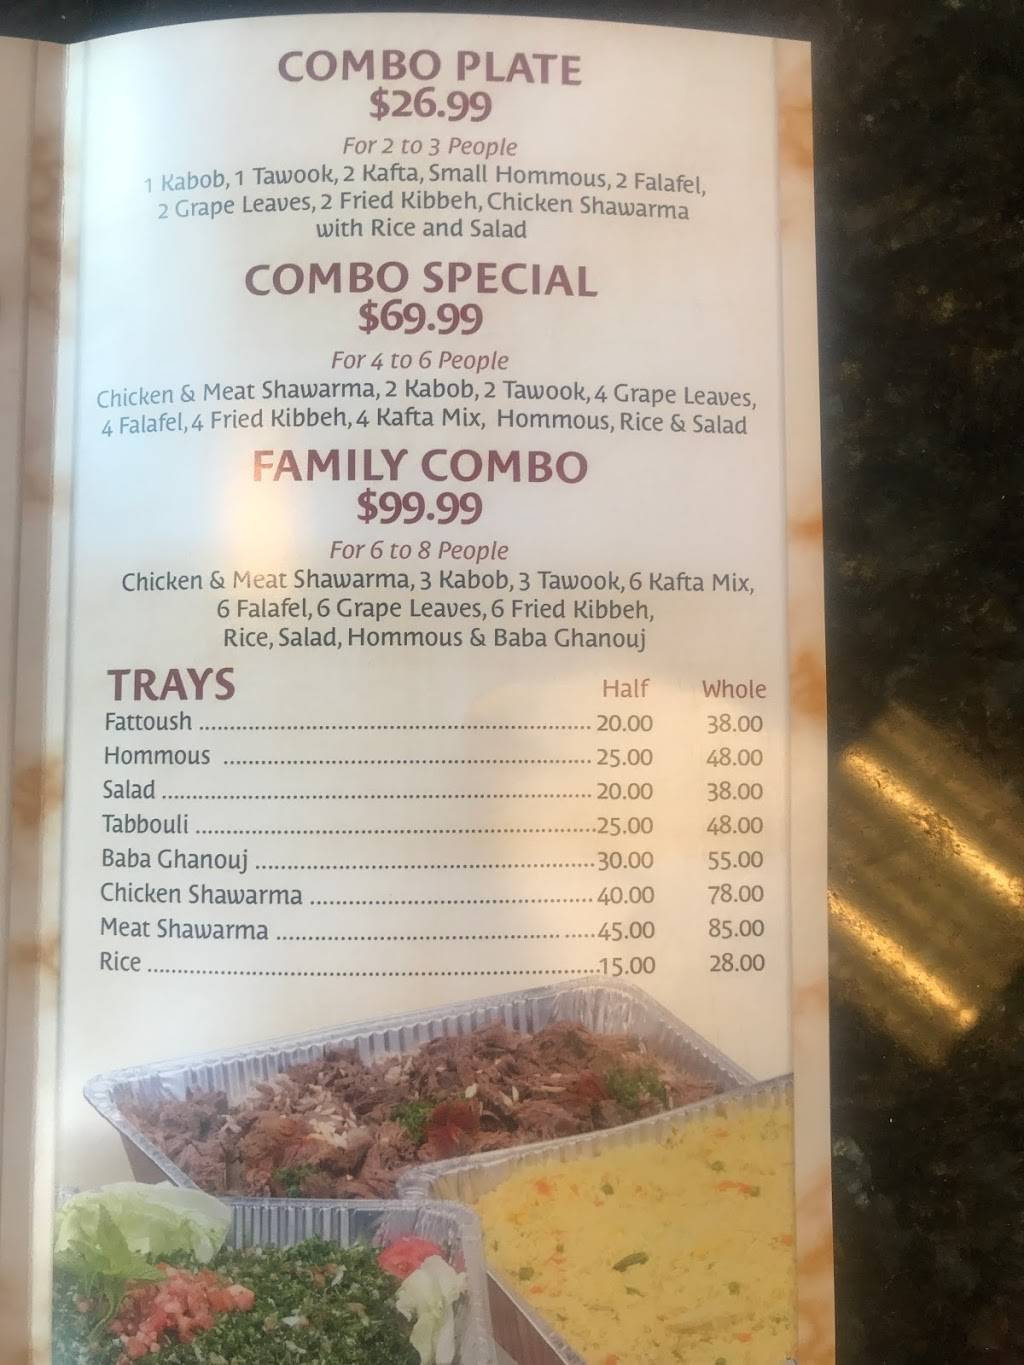 COMBO PLATE
$26.99
For 2 to 3 People
1 Kabob, 1 Tawook, 2 Kafta, Small Hommous, 2 Falafel,
2 Grape Leaves, 2 Fried Kibbeh, Chicken Shawarma
with Rice and Salad
COMBO SPECIAL
$69.99
For 4 to 6 People
Chicken & Meat Shawarma, 2 Kabob, 2 Tawook, 4 Grape Leaves,
4 Falafel, 4 Fried Kibbeh, 4 Kafta Mix, Hommous, Rice & Salad
FAMILY COMBO
$99.99
For 6 to 8 People
Chicken & Meat Shawarma, 3 Kabob, 3 Tawook, 6 Kafta Mix,
6 Falafel, 6 Grape Leaves, 6 Fried Kibbeh,
Rice, Salad, Hommous & Baba Ghanouj
TRAYS Half Whole
Fattoush 20.00 38.00
Hommous 25.00 48.00
Salad 20.00 38.00
Tabbouli 25.00 48.00
Baba Ghanouj 30.00 55.00
Chicken Shawarma 40.00 78.00
Meat Shawarma 45.00 85.00
Rice 15.00 28.00